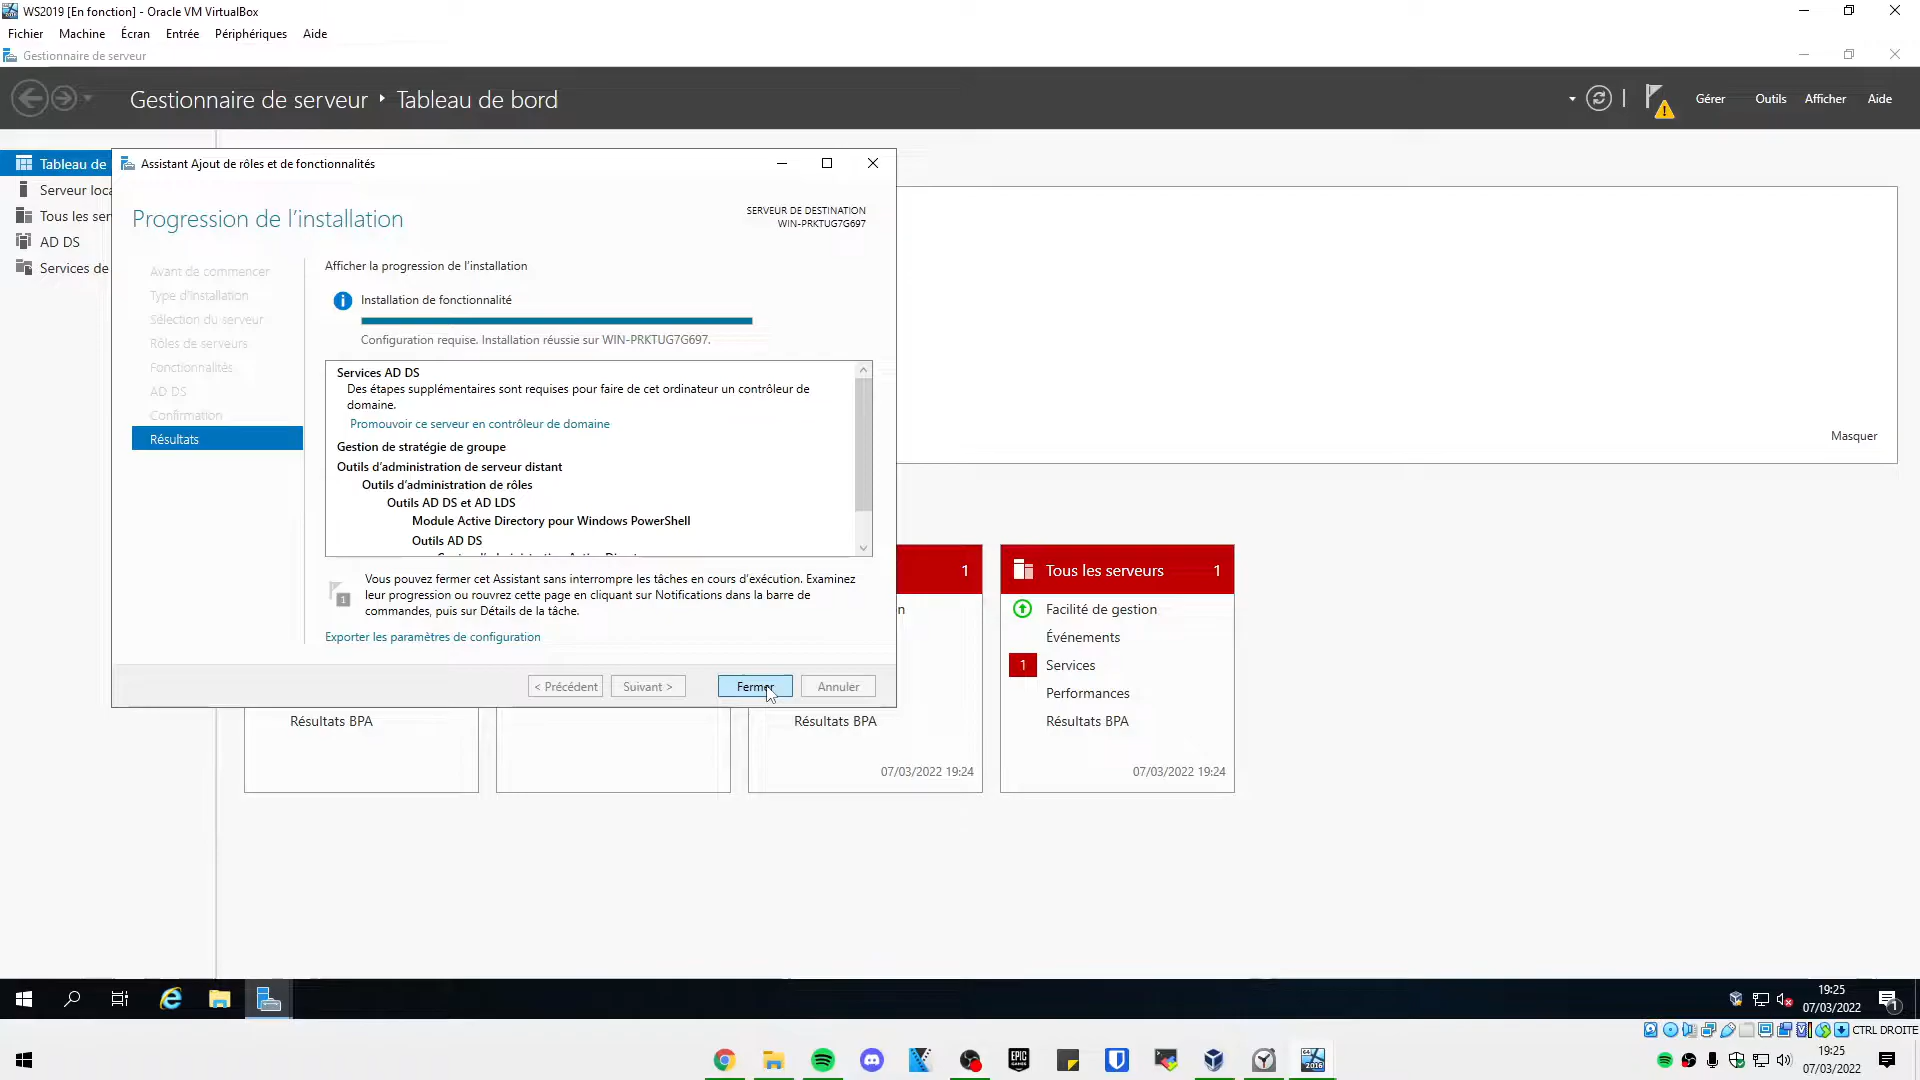 WS2019 [En fonction] - Oracle VM VirtualBox
Fichier Machine Écran Entrée Périphériques Aide
Gestionnaire de serveur
Gestionnaire de serveur ‣ Tableau de bord
Gérer Outils Afficher Aide
Tableau de
Serveur loca
Tous les ser
AD DS
Services de
Assistant Ajout de rôles et de fonctionnalités
Progression de l’installation
SERVEUR DE DESTINATION
WIN-PRKTUG7G697
Avant de commencer
Type d'installation
Sélection du serveur
Rôles de serveurs
Fonctionnalités
AD DS
Confirmation
Résultats
Afficher la progression de l’installation
Installation de fonctionnalité
Configuration requise. Installation réussie sur WIN-PRKTUG7G697.
Services AD DS
Des étapes supplémentaires sont requises pour faire de cet ordinateur un contrôleur de
domaine.
Promouvoir ce serveur en contrôleur de domaine
Gestion de stratégie de groupe
Outils d’administration de serveur distant
Outils d’administration de rôles
Outils AD DS et AD LDS
Module Active Directory pour Windows PowerShell
Outils AD DS
1
Vous pouvez fermer cet Assistant sans interrompre les tâches en cours d’exécution. Examinez
leur progression ou rouvrez cette page en cliquant sur Notifications dans la barre de
commandes, puis sur Détails de la tâche.
Exporter les paramètres de configuration
< Précédent Suivant > Fermer Annuler
Masquer
1
n
Tous les serveurs 1
Facilité de gestion
Événements
1 Services
Performances
Résultats BPA
07/03/2022 19:24
Résultats BPA
Résultats BPA
07/03/2022 19:24
19:25
07/03/2022
1
CTRL DROITE
EPIC GAMES
2016
19:25
07/03/2022